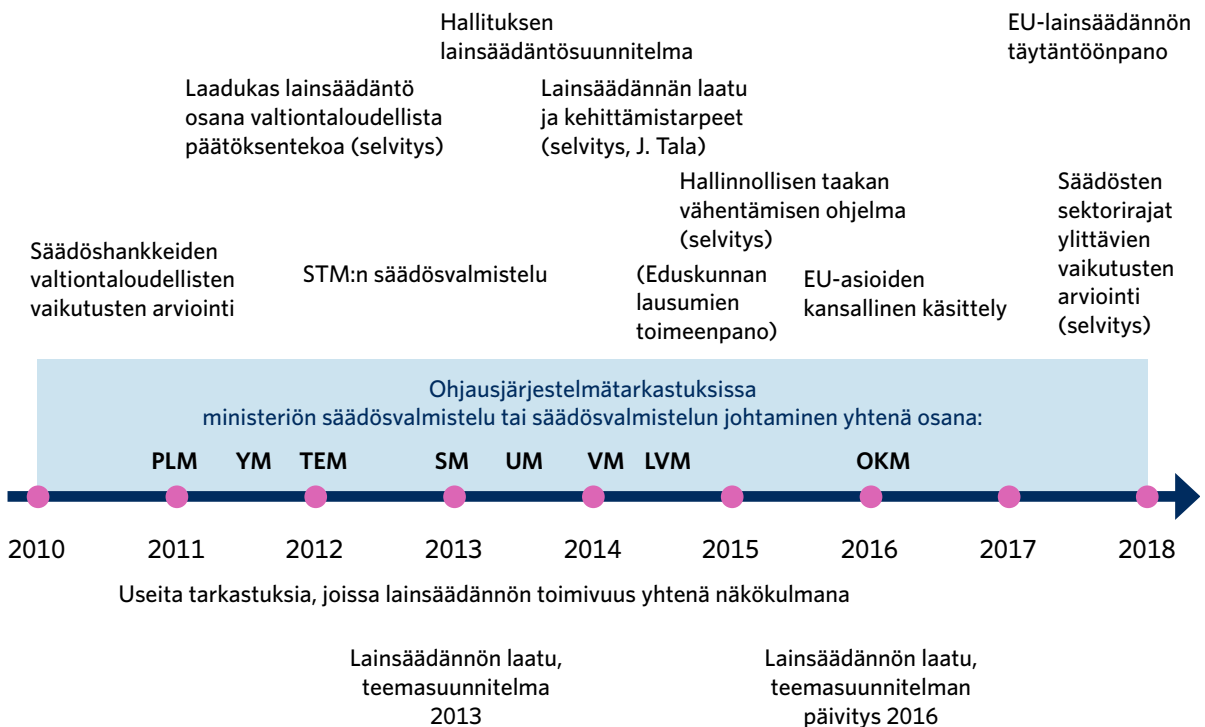 Hallituksen
lainsäädäntösuunnitelma
EU-lainsäädännön
täytäntöönpano
Laadukas lainsäädäntö
osana valtiontaloudellista
päätöksentekoa (selvitys)
Lainsäädännän laatu
ja kehittämistarpeet
(selvitys, J. Tala)
Hallinnollisen taakan
vähentämisen ohjelma
(selvitys)
Säädösten
sektorirajat
ylittävien
vaikutusten
arviointi
(selvitys)
Säädöshankkeiden
valtiontaloudellisten
vaikutusten arviointi
STM:n säädösvalmistelu
(Eduskunnan
lausumien
toimeenpano)
EU-asioiden
kansallinen käsittely
Ohjausjärjestelmätarkastuksissa
ministeriön säädösvalmistelu tai säädösvalmistelun johtaminen yhtenä osana:
PLM YM TEM SM UM VM LVM OKM
2010 2011 2012 2013 2014 2015 2016 2017 2018
Useita tarkastuksia, joissa lainsäädännön toimivuus yhtenä näkökulmana
Lainsäädännön laatu,
teemasuunnitelma
2013
Lainsäädännön laatu,
teemasuunnitelman
päivitys 2016